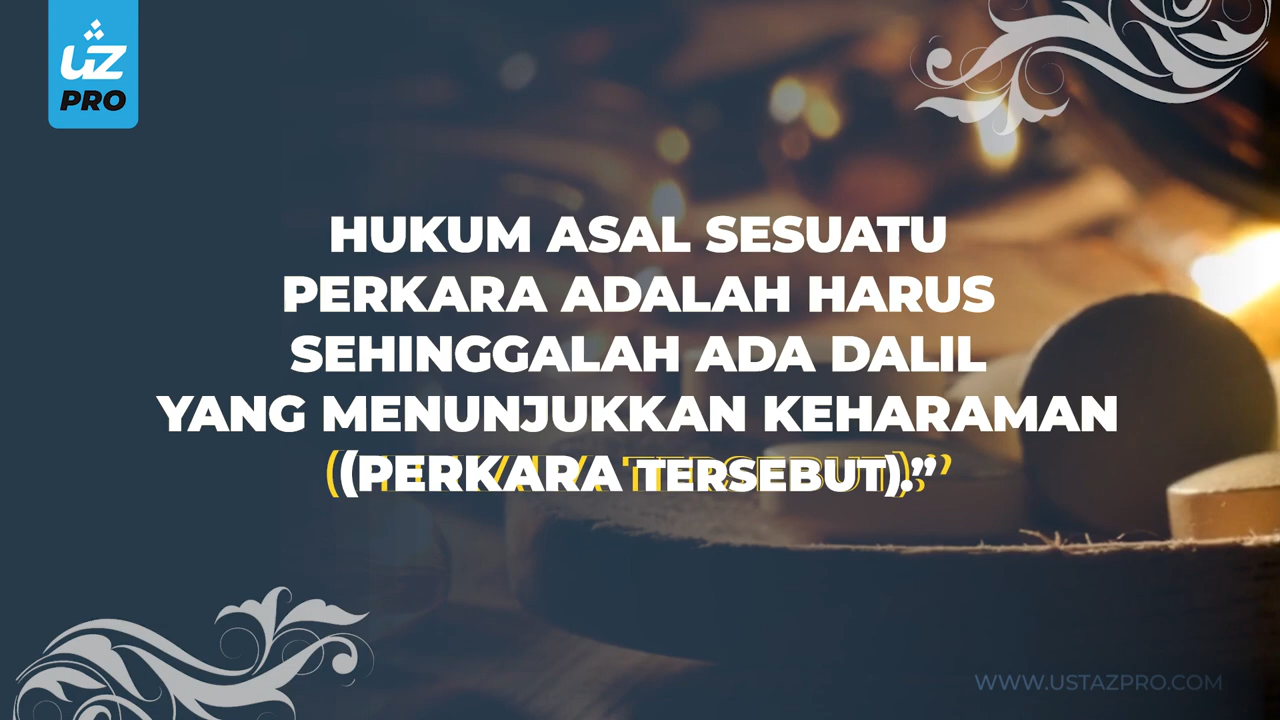 UZ
PRO
HUKUM ASAL SESUATU
PERKARA ADALAH HARUS
SEHINGGALAH ADA DALIL
YANG MENUNJUKKAN KEHARAMAN
(PERKARA TERSEBUT).”
WWW.USTAZPRO.COM